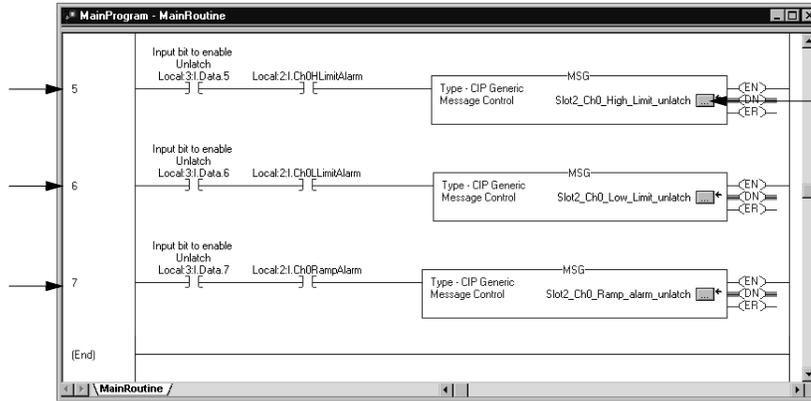 MainProgram - MainRoutine
Input bit to enable
Unlatch
Local:3:I.Data.5 Local:2:I.Ch0HLimitAlarm
5
MSG
Type - CIP Generic
Message Control Slot2_Ch0_High_Limit_unlatch ...
EN
DN
ER
Input bit to enable
Unlatch
Local:3:I.Data.6 Local:2:I.Ch0LLimitAlarm
6
MSG
Type - CIP Generic
Message Control Slot2_Ch0_Low_Limit_unlatch ...
EN
DN
ER
Input bit to enable
Unlatch
Local:3:I.Data.7 Local:2:I.Ch0RampAlarm
7
MSG
Type - CIP Generic
Message Control Slot2_Ch0_Ramp_alarm_unlatch ...
EN
DN
ER
(End)
MainRoutine